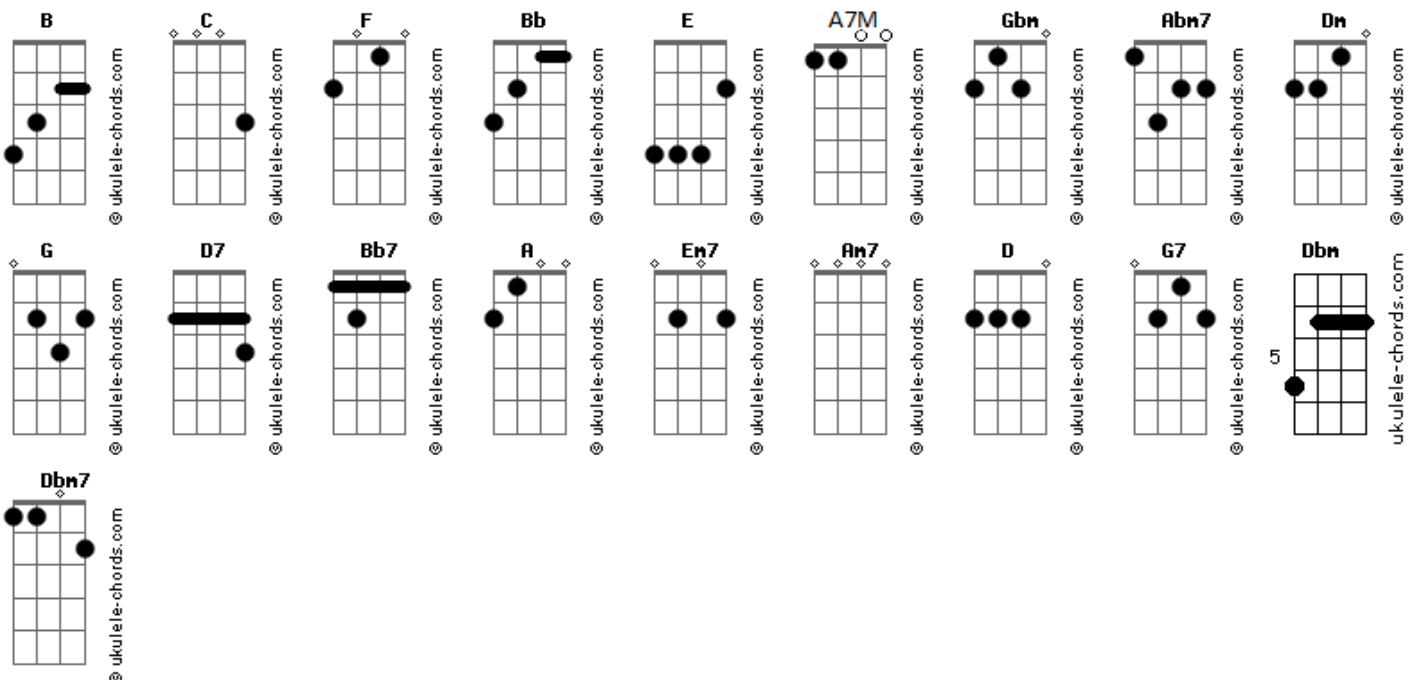 B C F Bb E A7M Gbm Abm7 Dm
© ukulele-chords.com © ukulele-chords.com © ukulele-chords.com © ukulele-chords.com © ukulele-chords.com © ukulele-chords.com © ukulele-chords.com © ukulele-chords.com © ukulele-chords.com
G D7 Bb7 A Em7 Am7 D G7 Dbm
© ukulele-chords.com © ukulele-chords.com © ukulele-chords.com © ukulele-chords.com © ukulele-chords.com © ukulele-chords.com © ukulele-chords.com © ukulele-chords.com 5 ukulele-chords.com
Dbm7
© ukulele-chords.com